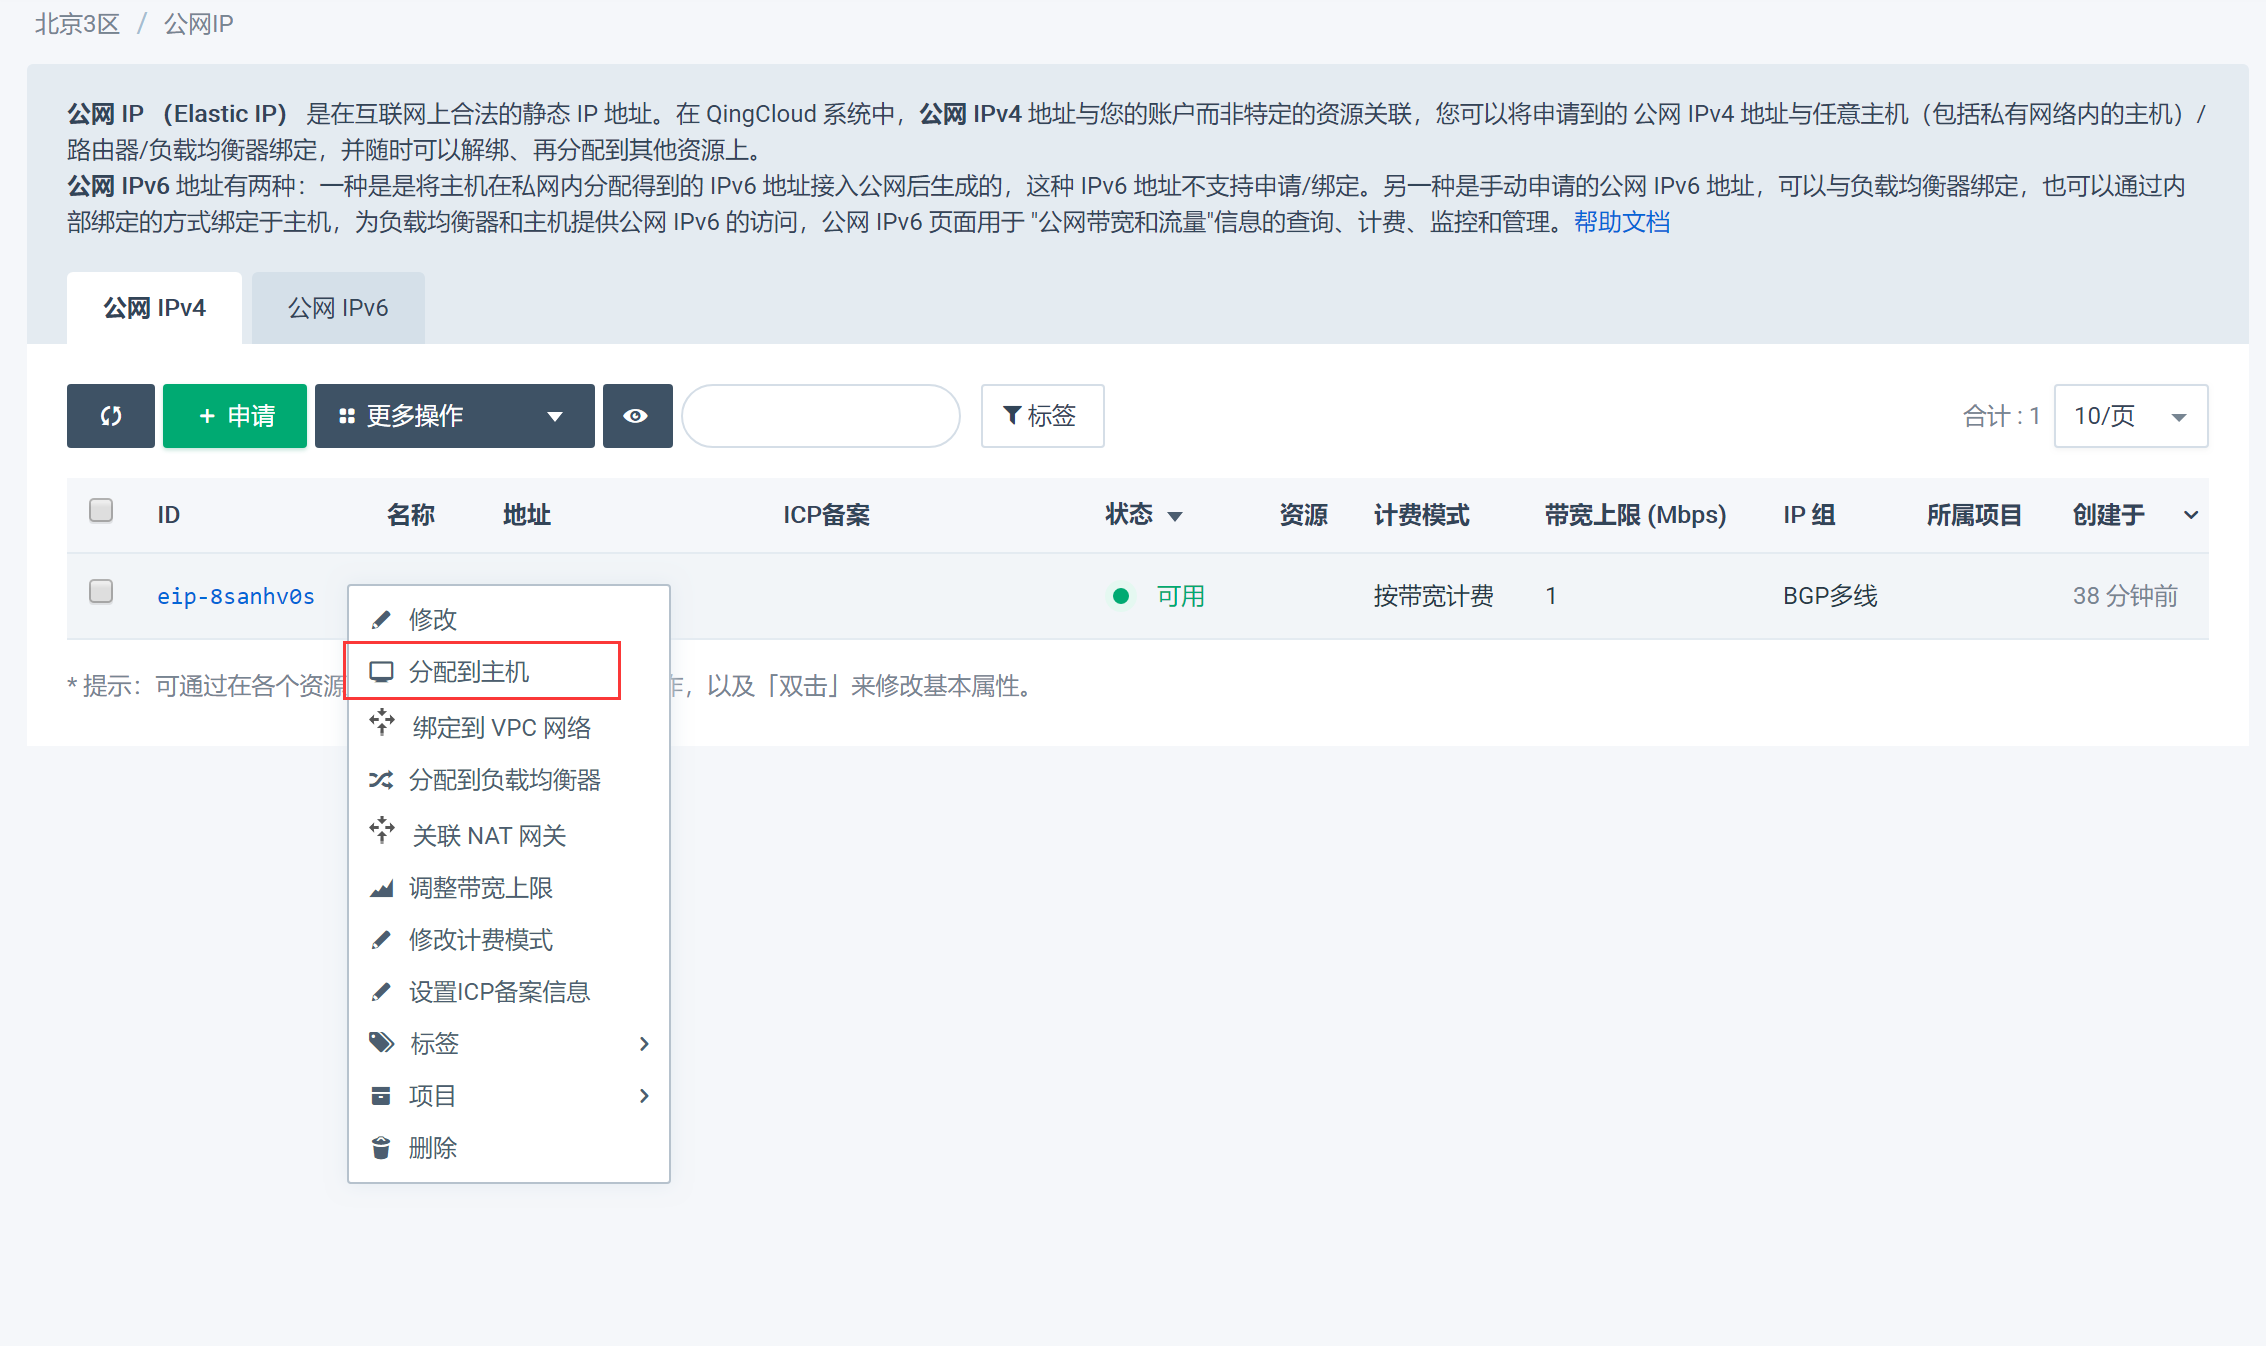 北京3区 / 公网IP
公网 IP （Elastic IP） 是在互联网上合法的静态 IP 地址。在 QingCloud 系统中，公网 IPv4 地址与您的账户而非特定的资源关联，您可以将申请到的 公网 IPv4 地址与任意主机（包括私有网络内的主机）/
路由器/负载均衡器绑定，并随时可以解绑、再分配到其他资源上。
公网 IPv6 地址有两种：一种是是将主机在私网内分配得到的 IPv6 地址接入公网后生成的，这种 IPv6 地址不支持申请/绑定。另一种是手动申请的公网 IPv6 地址，可以与负载均衡器绑定，也可以通过内
部绑定的方式绑定于主机，为负载均衡器和主机提供公网 IPv6 的访问，公网 IPv6 页面用于 "公网带宽和流量"信息的查询、计费、监控和管理。帮助文档
公网 IPv4 公网 IPv6
+ 申请 更多操作 标签 合计 : 1 10/页
ID 名称 地址 ICP备案 状态 资源 计费模式 带宽上限 (Mbps) IP 组 所属项目 创建于
eip-8sanhv0s 可用 按带宽计费 1 BGP多线 38 分钟前
* 提示：可通过在各个资源 作，以及「双击」来修改基本属性。
修改
分配到主机
绑定到 VPC 网络
分配到负载均衡器
关联 NAT 网关
调整带宽上限
修改计费模式
设置ICP备案信息
标签
项目
删除